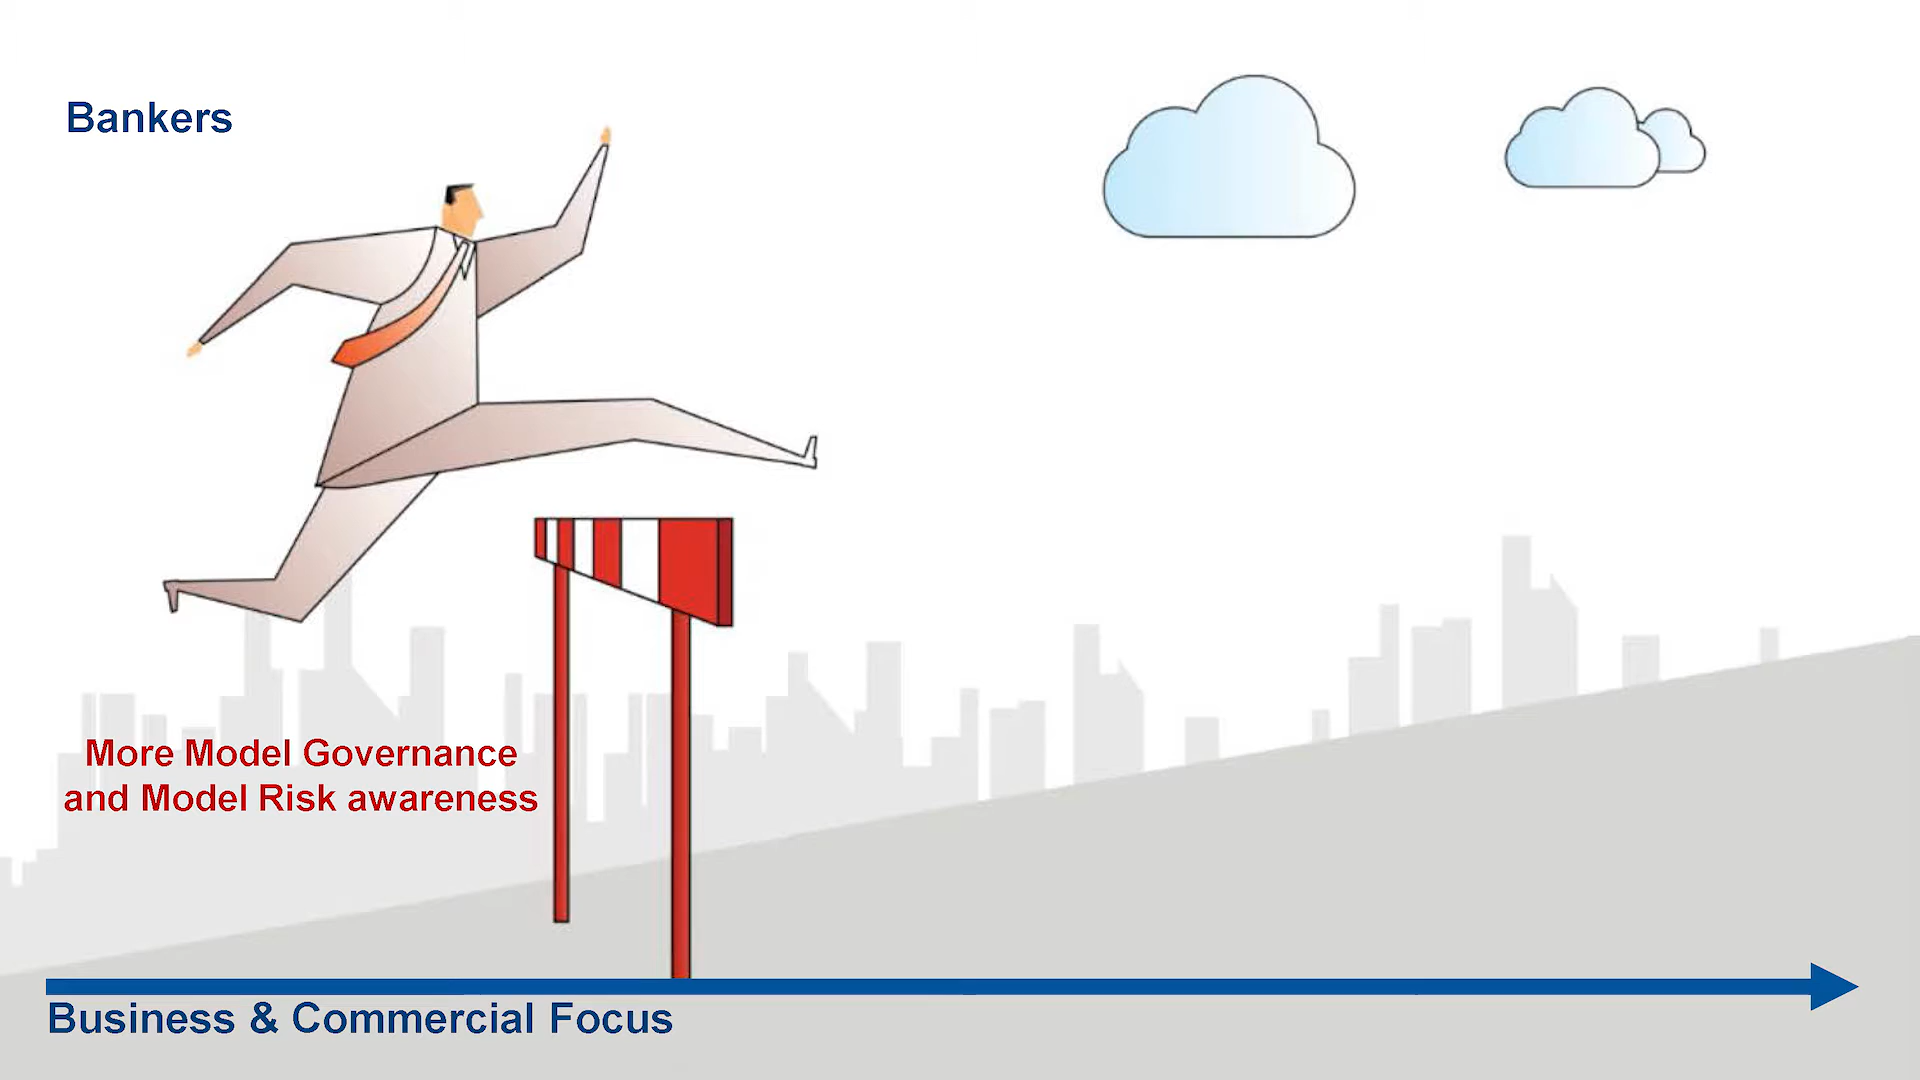 Bankers
More Model Governance
and Model Risk awareness
Business & Commercial Focus